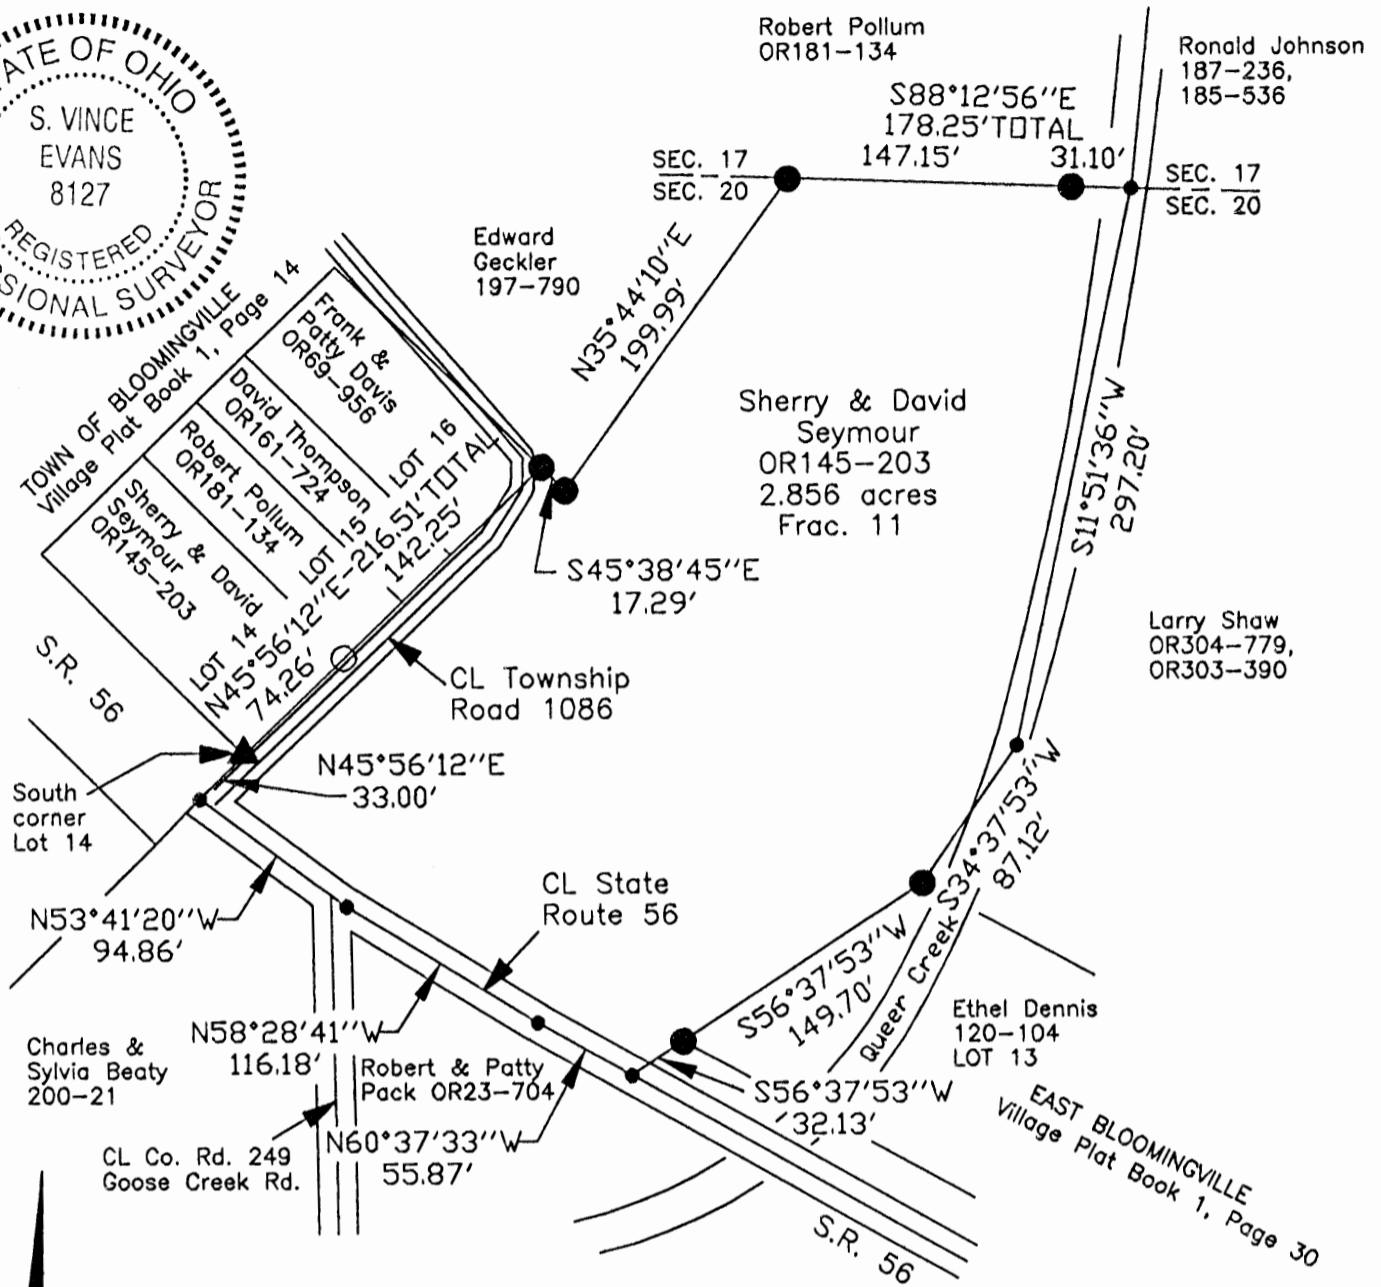 STATE OF OHIO
S. VINCE
EVANS
8127
REGISTERED
SIONAL SURVEYOR
Robert Pollum
OR181-134
Ronald Johnson
187-236,
185-536
S88°12'56''E
178.25'TOTAL
147.15'
31.10'
SEC. 17
SEC. 20
SEC. 17
SEC. 20
Edward
Geckler
197-790
N35°44'10''E
199.99'
TOWN OF BLOOMINGVILLE
Village Plat Book 1, Page 14
Frank &
Patty Davis
OR69-956
LOT 16
David Thompson
OR161-724
LOT 15
Robert Pollum
OR181-134
Sherry & David
Seymour
OR145-203
LOT 14
N45°56'12''E-216.51'TOTAL
74.26'
142.25'
Sherry & David
Seymour
OR145-203
2.856 acres
Frac. 11
S11°51'36''W
297.20'
S45°38'45''E
17.29'
Larry Shaw
OR304-779,
OR303-390
S.R. 56
CL Township
Road 1086
N45°56'12''E
33.00'
South
corner
Lot 14
S34°37'53''W
87.12'
CL State
Route 56
N53°41'20''W
94.86'
S56°37'53''W
149.70'
Queer Creek
Ethel Dennis
120-104
LOT 13
N58°28'41''W
116.18'
Charles &
Sylvia Beaty
200-21
Robert & Patty
Pack OR23-704
S56°37'53''W
32.13'
N60°37'33''W
55.87'
CL Co. Rd. 249
Goose Creek Rd.
EAST BLOOMINGVILLE
Village Plat Book 1, Page 30
S.R. 56